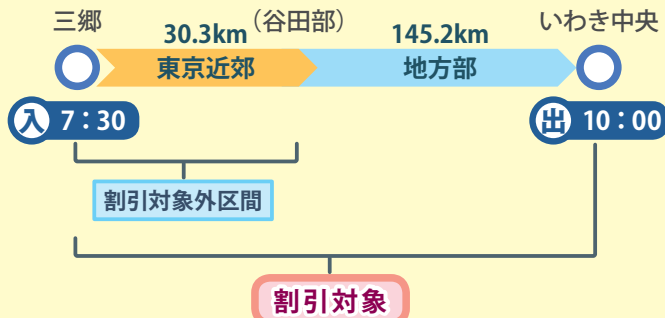 三郷 (谷田部) いわき中央
30.3km 145.2km
東京近郊 地方部
入 7：30 出 10：00
割引対象外区間
割引対象